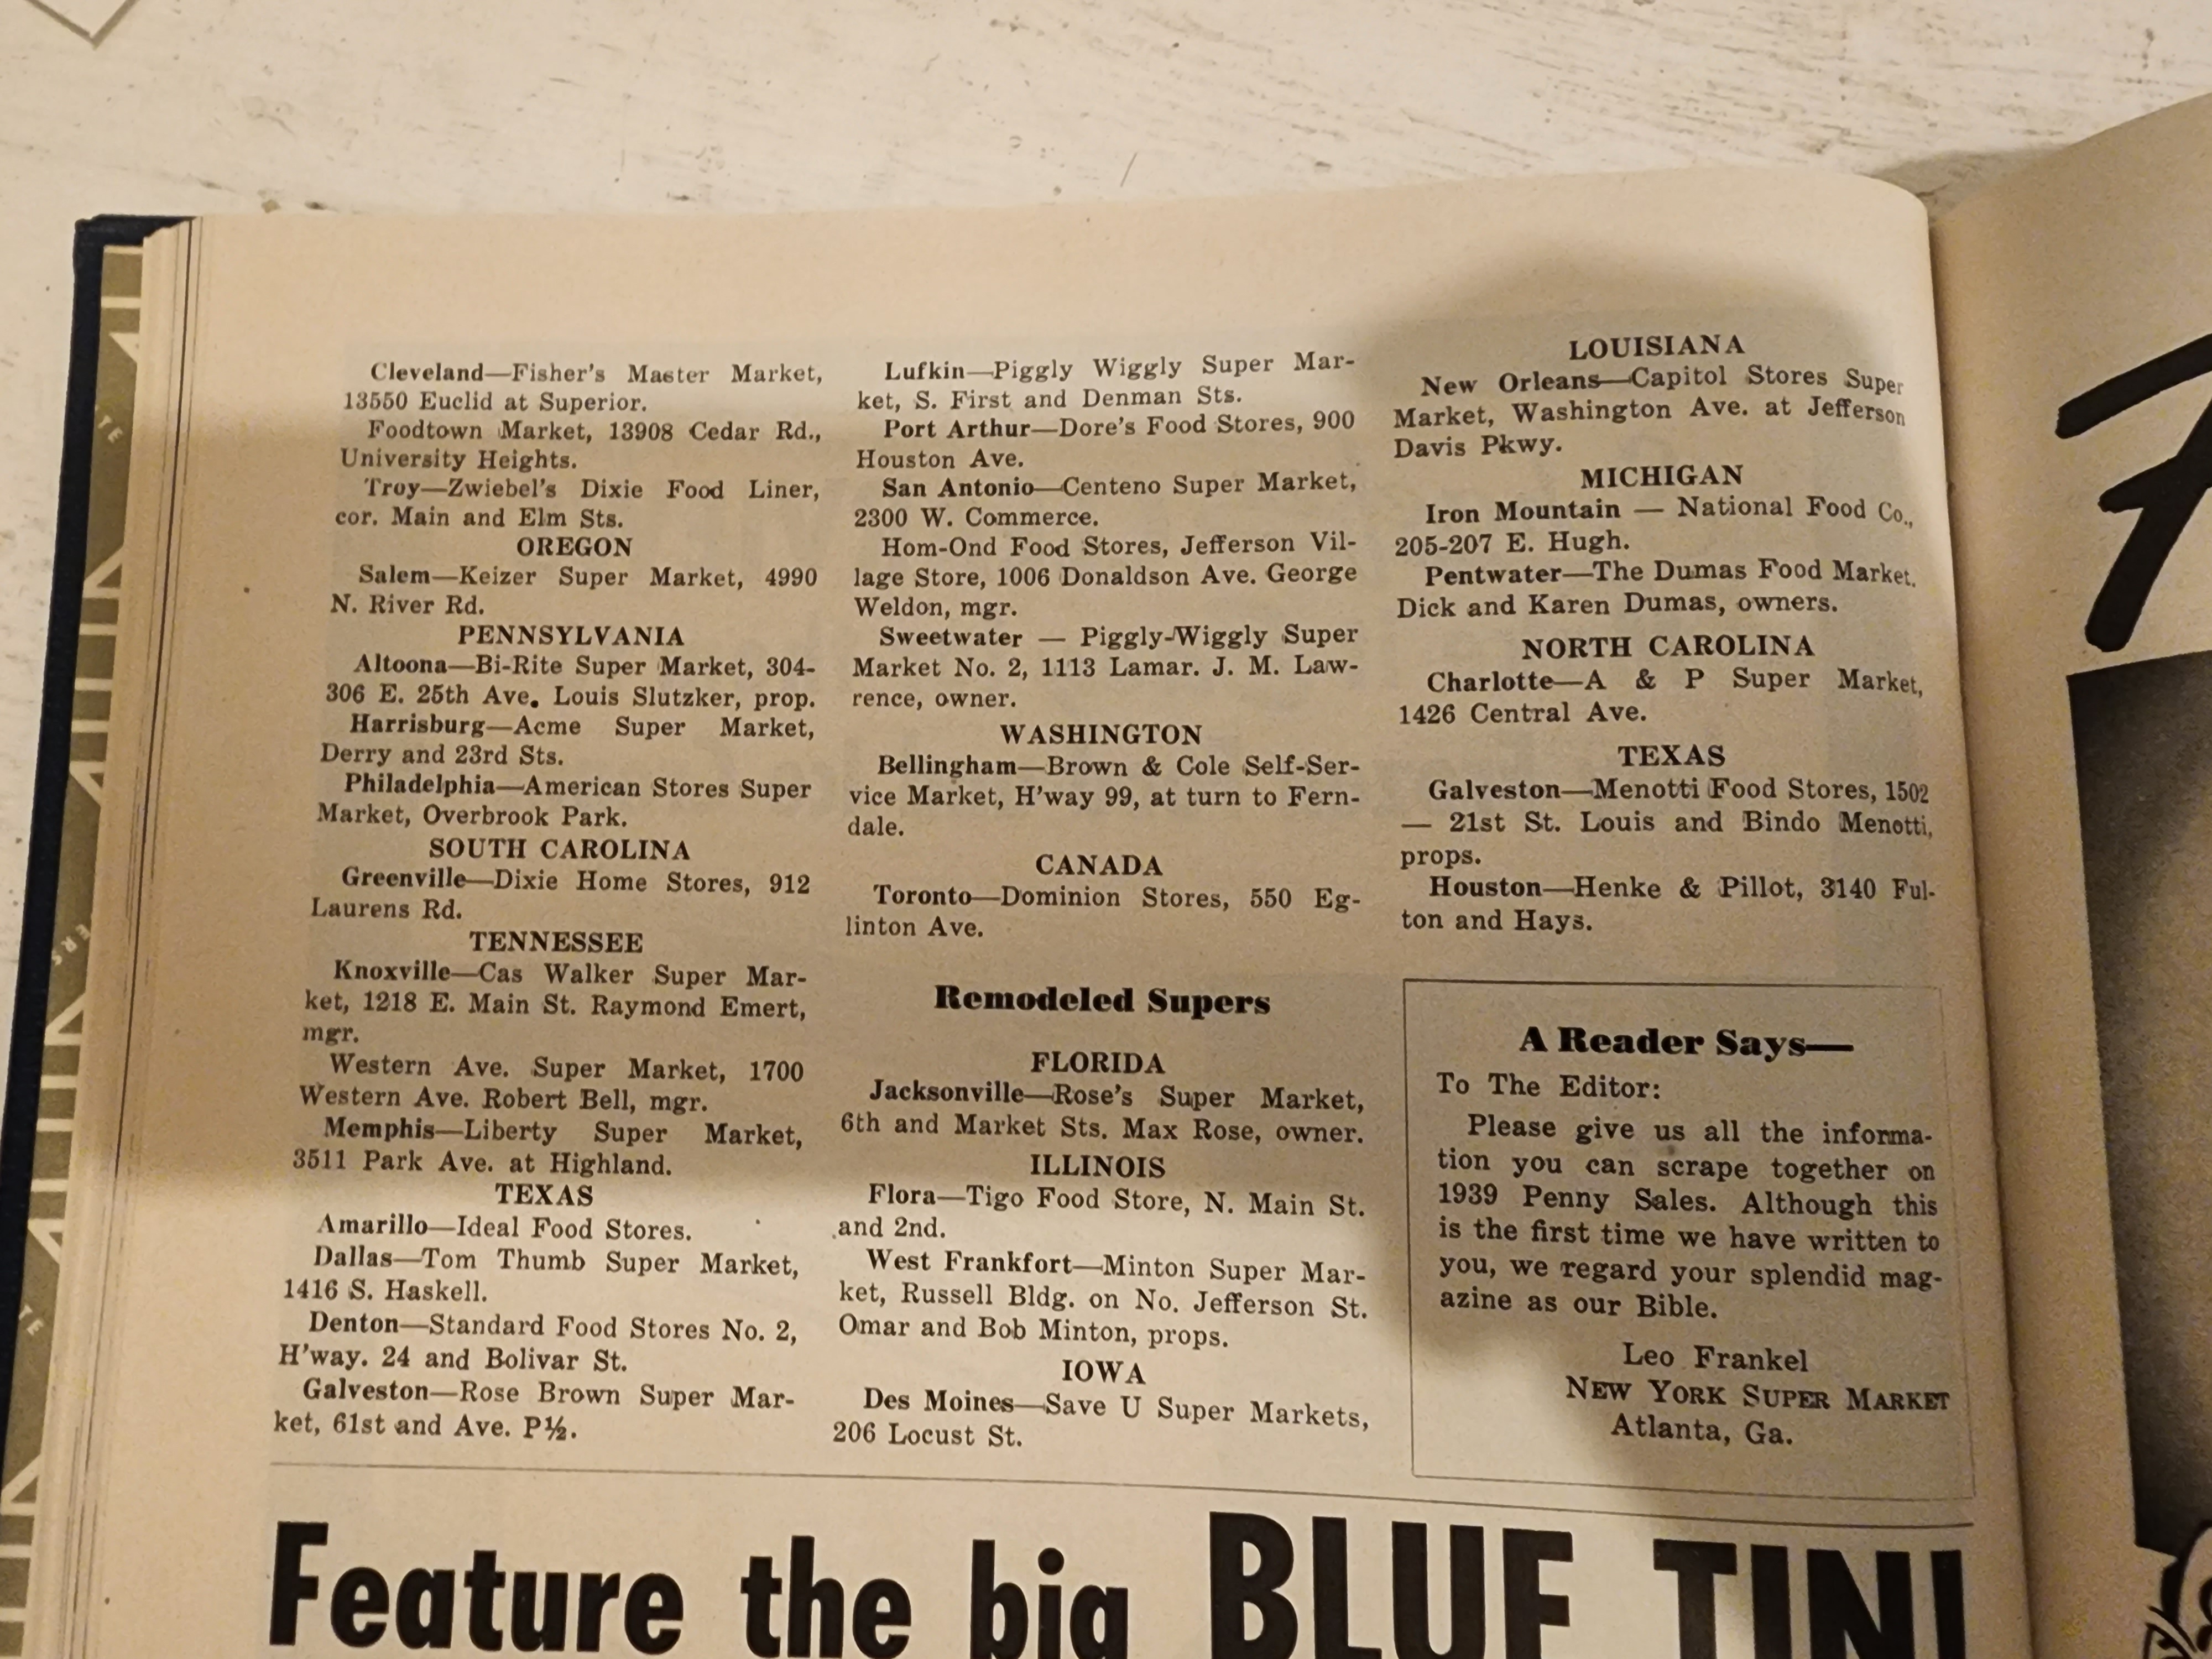 Cleveland—Fisher's Master Market,
13550 Euclid at Superior.
Foodtown Market, 13908 Cedar Rd.,
University Heights.
Troy—Zwiebel's Dixie Food Liner,
cor. Main and Elm Sts.
OREGON
Salem—Keizer Super Market, 4990
N. River Rd.
PENNSYLVANIA
Altoona—Bi-Rite Super Market, 304-
306 E. 25th Ave. Louis Slutzker, prop.
Harrisburg—Acme Super Market,
Derry and 23rd Sts.
Philadelphia—American Stores Super
Market, Overbrook Park.
SOUTH CAROLINA
Greenville—Dixie Home Stores, 912
Laurens Rd.
TENNESSEE
Knoxville—Cas Walker Super Mar-
ket, 1218 E. Main St. Raymond Emert,
mgr.
Western Ave. Super Market, 1700
Western Ave. Robert Bell, mgr.
Memphis—Liberty Super Market,
3511 Park Ave. at Highland.
TEXAS
Amarillo—Ideal Food Stores.
Dallas—Tom Thumb Super Market,
1416 S. Haskell.
Denton—Standard Food Stores No. 2,
H'way. 24 and Bolivar St.
Galveston—Rose Brown Super Mar-
ket, 61st and Ave. P½.
Lufkin—Piggly Wiggly Super Mar-
ket, S. First and Denman Sts.
Port Arthur—Dore's Food Stores, 900
Houston Ave.
San Antonio—Centeno Super Market,
2300 W. Commerce.
Hom-Ond Food Stores, Jefferson Vil-
lage Store, 1006 Donaldson Ave. George
Weldon, mgr.
Sweetwater — Piggly-Wiggly Super
Market No. 2, 1113 Lamar. J. M. Law-
rence, owner.
WASHINGTON
Bellingham—Brown & Cole Self-Ser-
vice Market, H'way 99, at turn to Fern-
dale.
CANADA
Toronto—Dominion Stores, 550 Eg-
linton Ave.
Remodeled Supers
FLORIDA
Jacksonville—Rose's Super Market,
6th and Market Sts. Max Rose, owner.
ILLINOIS
Flora—Tigo Food Store, N. Main St.
and 2nd.
West Frankfort—Minton Super Mar-
ket, Russell Bldg. on No. Jefferson St.
Omar and Bob Minton, props.
IOWA
Des Moines—Save U Super Markets,
206 Locust St.
LOUISIANA
New Orleans—Capitol Stores Super
Market, Washington Ave. at Jefferson
Davis Pkwy.
MICHIGAN
Iron Mountain — National Food Co.,
205-207 E. Hugh.
Pentwater—The Dumas Food Market.
Dick and Karen Dumas, owners.
NORTH CAROLINA
Charlotte—A & P Super Market,
1426 Central Ave.
TEXAS
Galveston—Menotti Food Stores, 1502
— 21st St. Louis and Bindo Menotti,
props.
Houston—Henke & Pillot, 3140 Ful-
ton and Hays.
A Reader Says—
To The Editor:
Please give us all the informa-
tion you can scrape together on
1939 Penny Sales. Although this
is the first time we have written to
you, we regard your splendid mag-
azine as our Bible.
Leo Frankel
NEW YORK SUPER MARKET
Atlanta, Ga.
Feature the big BLUE